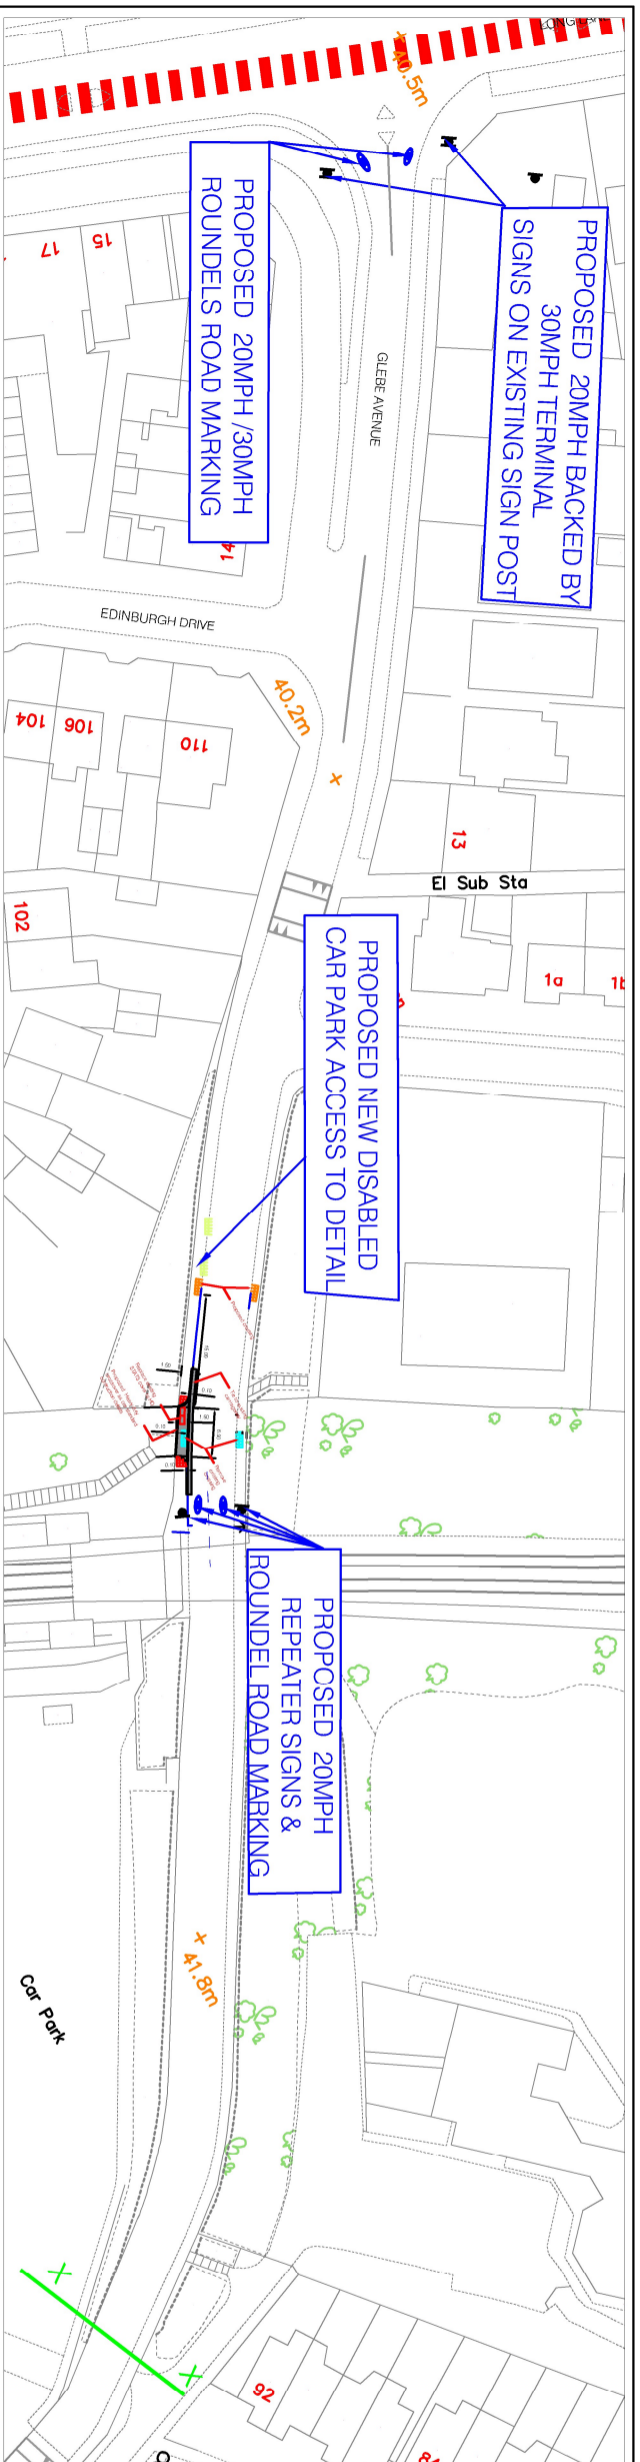 LONG LANE
40.5m
PROPOSED 20MPH BACKED BY
30MPH TERMINAL
SIGNS ON EXISTING SIGN POST
PROPOSED 20MPH /30MPH
ROUNDELS ROAD MARKING
17
15
14
GLEBE AVENUE
EDINBURGH DRIVE
40.2m
104
106
110
13
El Sub Sta
102
1a
1b
PROPOSED NEW DISABLED
CAR PARK ACCESS TO DETAIL
PROPOSED 20MPH
REPEATER SIGNS &
ROUNDEL ROAD MARKING
41.8m
Car Park
X
X
92